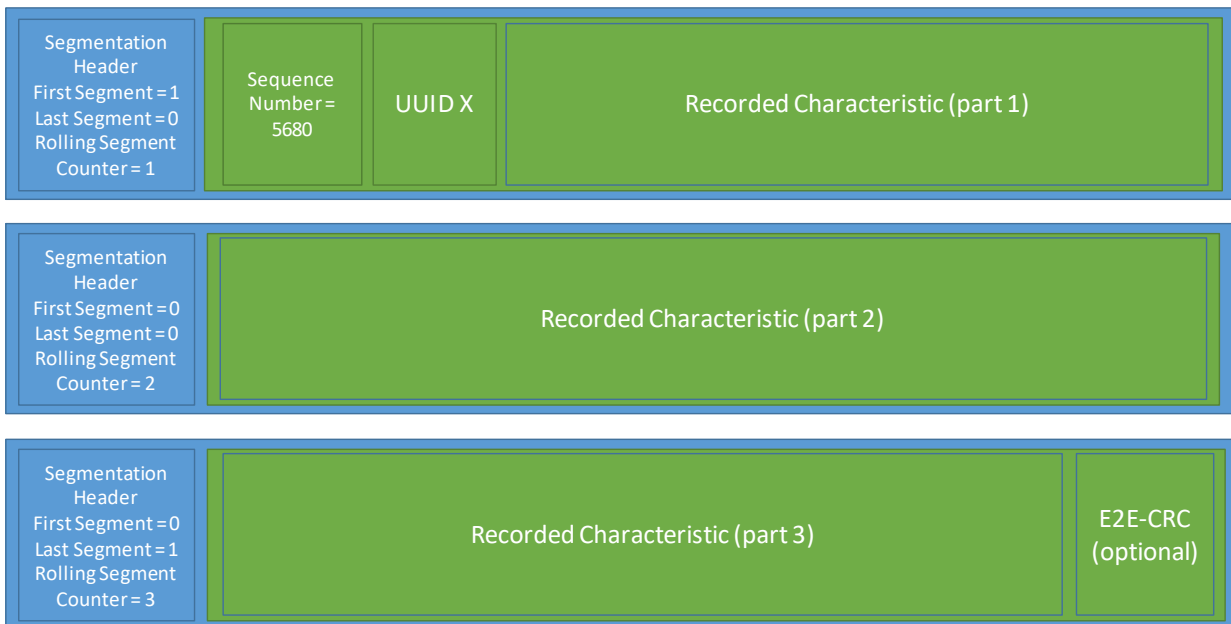 Segmentation
Header
First Segment = 1
Last Segment = 0
Rolling Segment
Counter = 1
Sequence
Number =
5680
UUID X
Recorded Characteristic (part 1)
Segmentation
Header
First Segment = 0
Last Segment = 0
Rolling Segment
Counter = 2
Recorded Characteristic (part 2)
Segmentation
Header
First Segment = 0
Last Segment = 1
Rolling Segment
Counter = 3
Recorded Characteristic (part 3)
E2E-CRC
(optional)